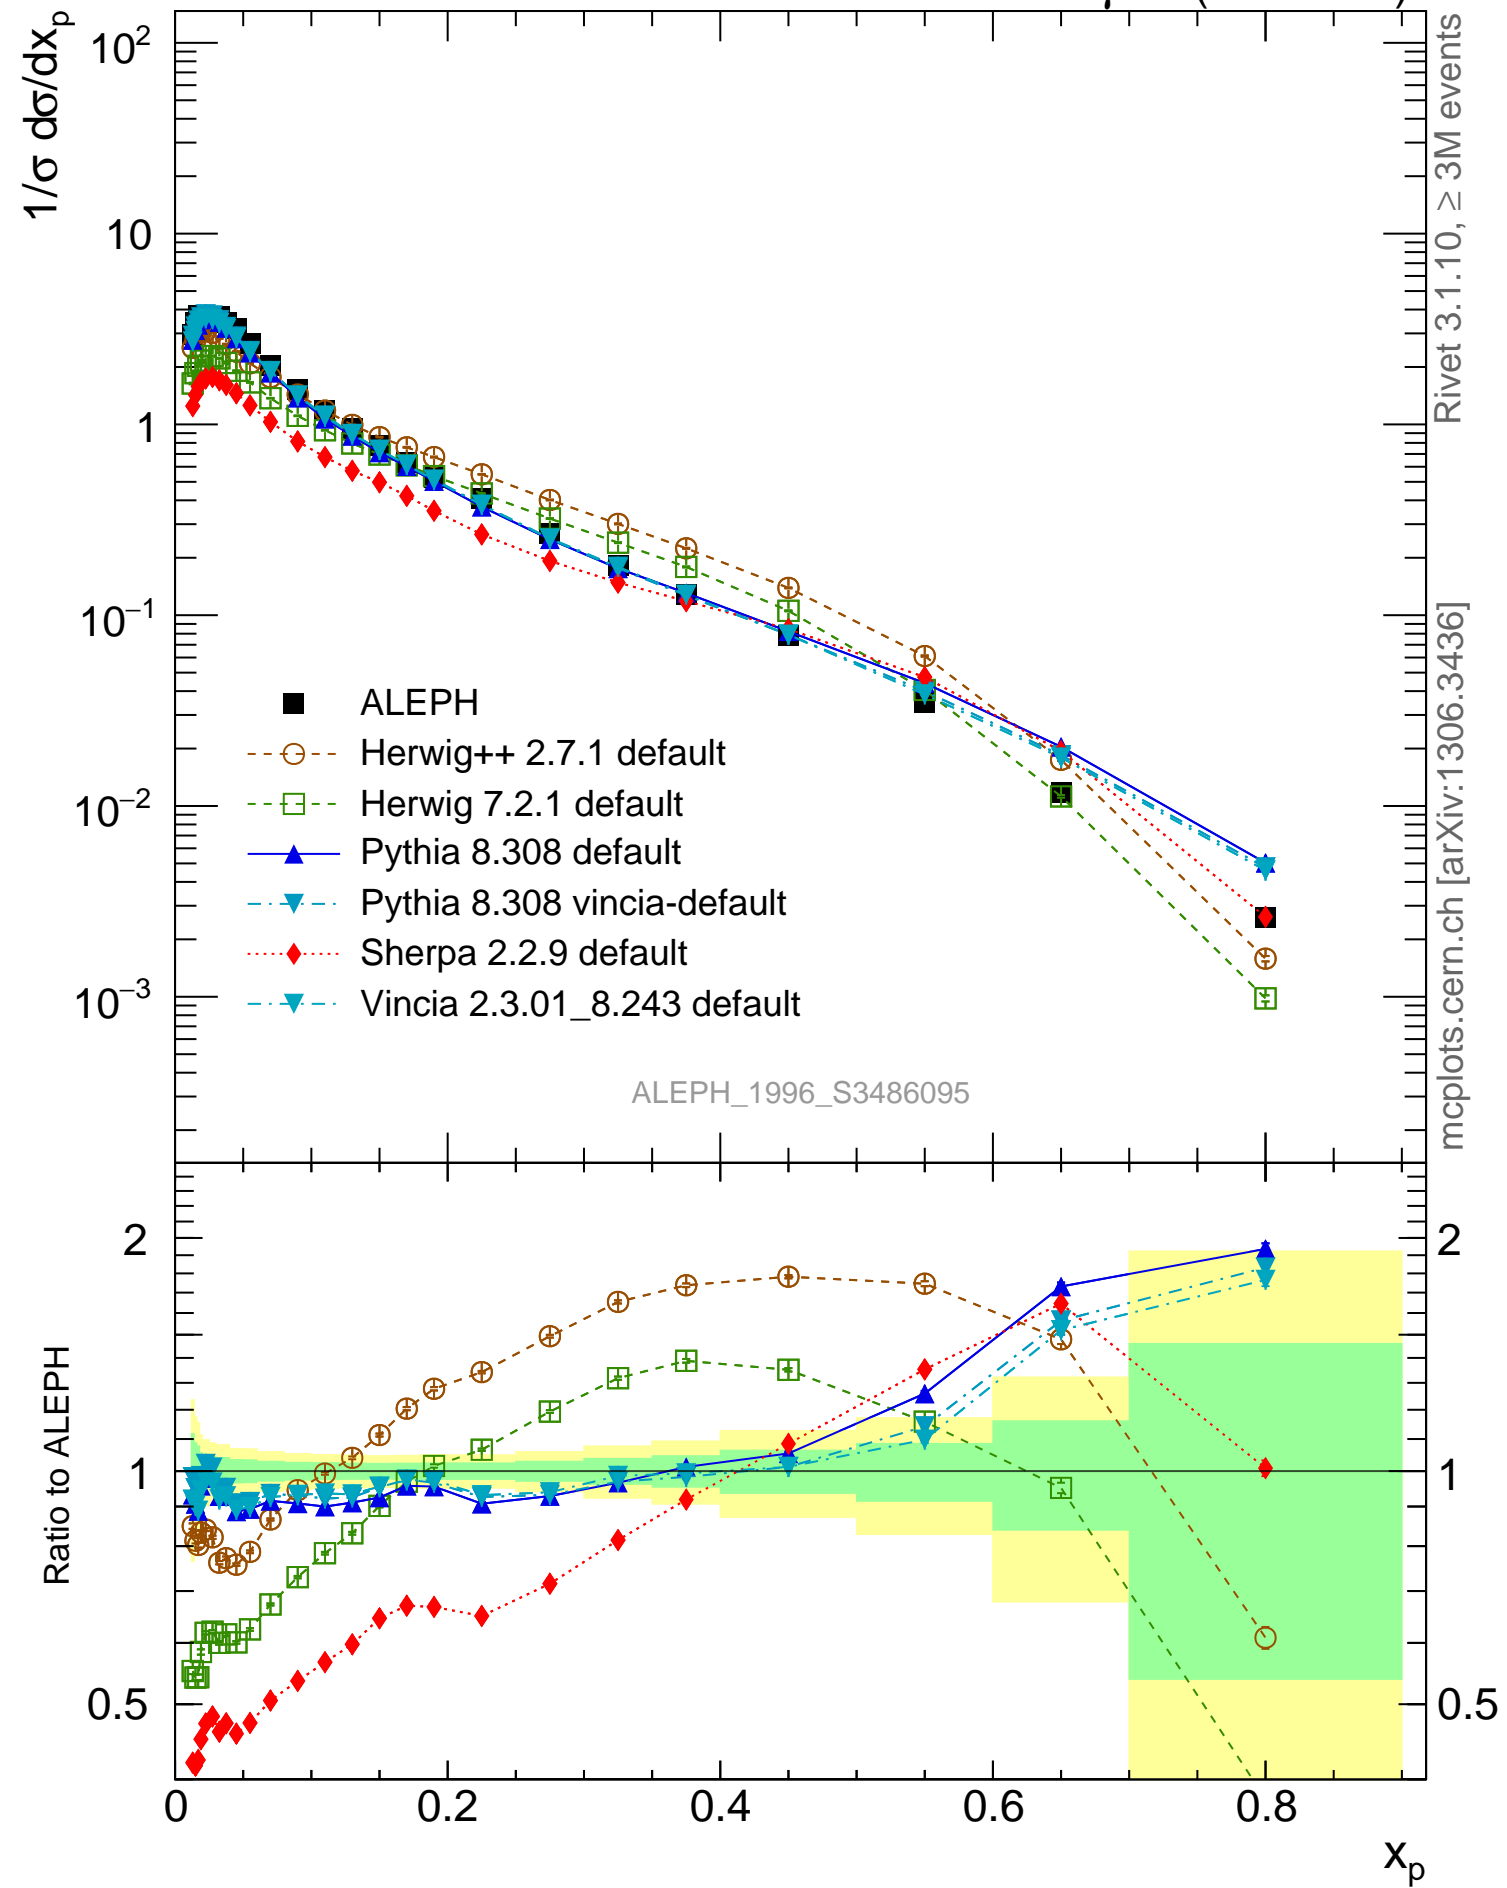 1/σ dσ/dx_p
10²
10
1
10⁻¹
10⁻²
10⁻³
ALEPH
Herwig++ 2.7.1 default
Herwig 7.2.1 default
Pythia 8.308 default
Pythia 8.308 vincia-default
Sherpa 2.2.9 default
Vincia 2.3.01_8.243 default
ALEPH_1996_S3486095
Rivet 3.1.10, ≥ 3M events
mcplots.cern.ch [arXiv:1306.3436]
Ratio to ALEPH
2
1
0.5
2
1
0.5
0 0.2 0.4 0.6 0.8
x_p